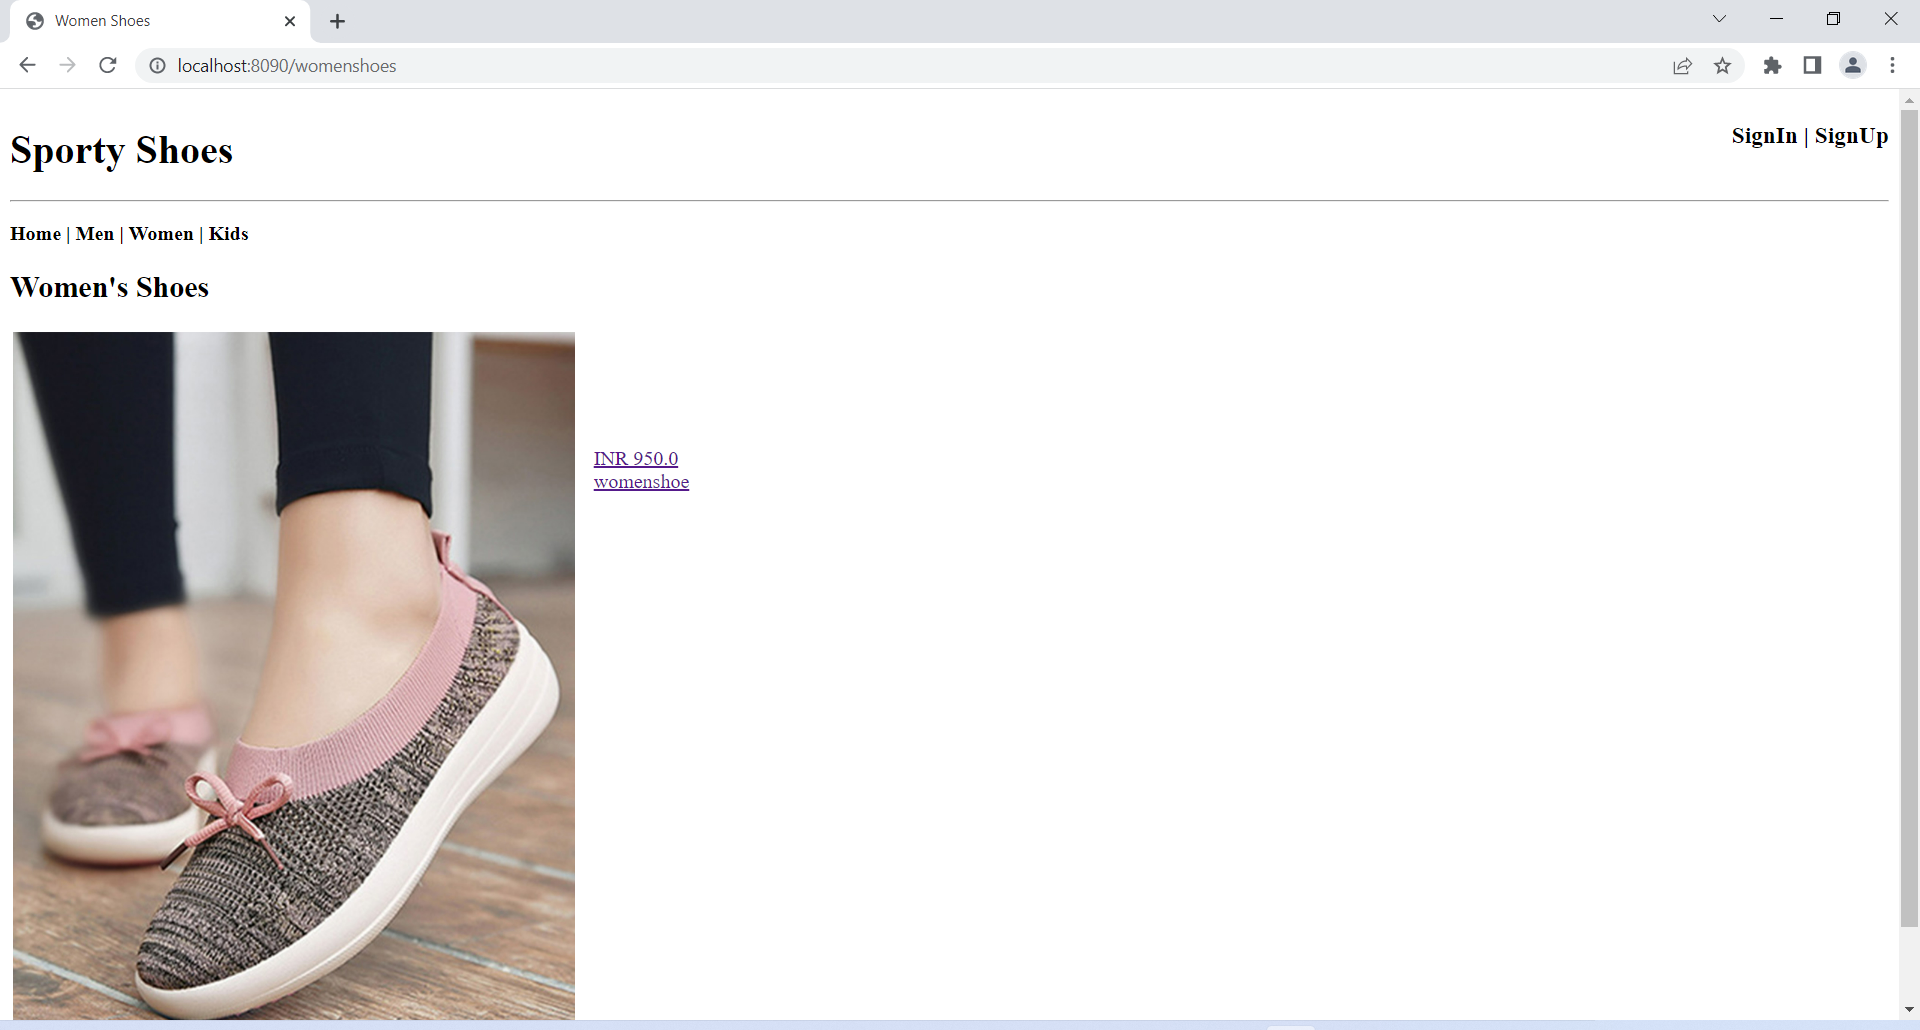 Women Shoes
localhost:8090/womenshoes
Sporty Shoes
SignIn | SignUp
Home | Men | Women | Kids
Women's Shoes
INR 950.0
womenshoe